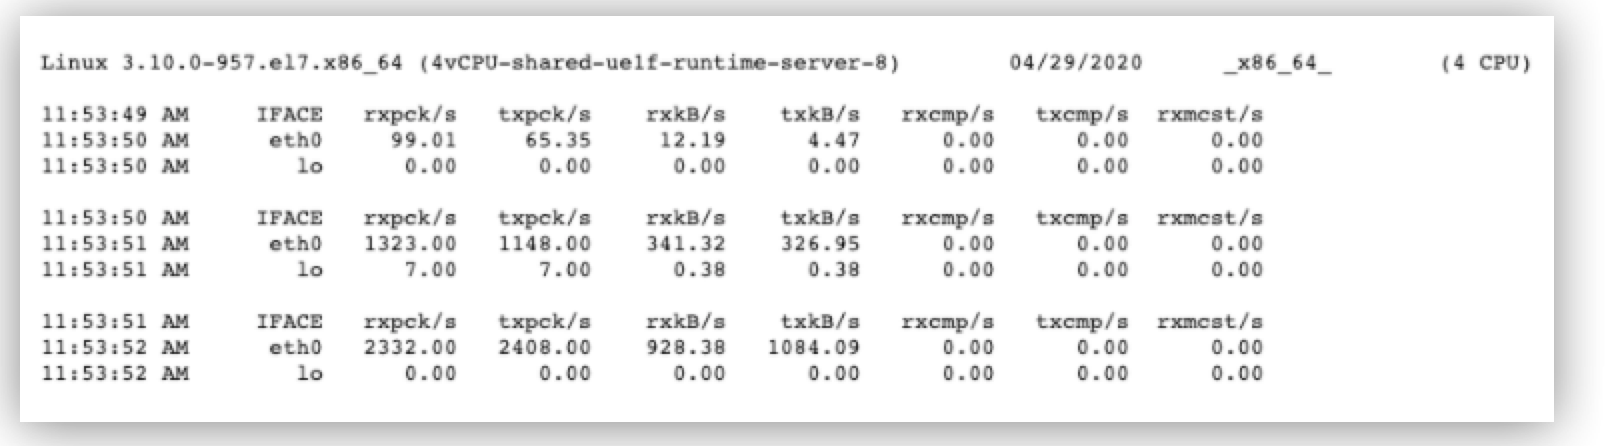 Linux 3.10.0-957.el7.x86_64 (4vCPU-shared-uelf-runtime-server-8) 04/29/2020 _x86_64_ (4 CPU)
11:53:49 AM IFACE rxpck/s txpck/s rxkB/s txkB/s rxcmp/s txcmp/s rxmcst/s
11:53:50 AM eth0 99.01 65.35 12.19 4.47 0.00 0.00 0.00
11:53:50 AM lo 0.00 0.00 0.00 0.00 0.00 0.00 0.00
11:53:50 AM IFACE rxpck/s txpck/s rxkB/s txkB/s rxcmp/s txcmp/s rxmcst/s
11:53:51 AM eth0 1323.00 1148.00 341.32 326.95 0.00 0.00 0.00
11:53:51 AM lo 7.00 7.00 0.38 0.38 0.00 0.00 0.00
11:53:51 AM IFACE rxpck/s txpck/s rxkB/s txkB/s rxcmp/s txcmp/s rxmcst/s
11:53:52 AM eth0 2332.00 2408.00 928.38 1084.09 0.00 0.00 0.00
11:53:52 AM lo 0.00 0.00 0.00 0.00 0.00 0.00 0.00